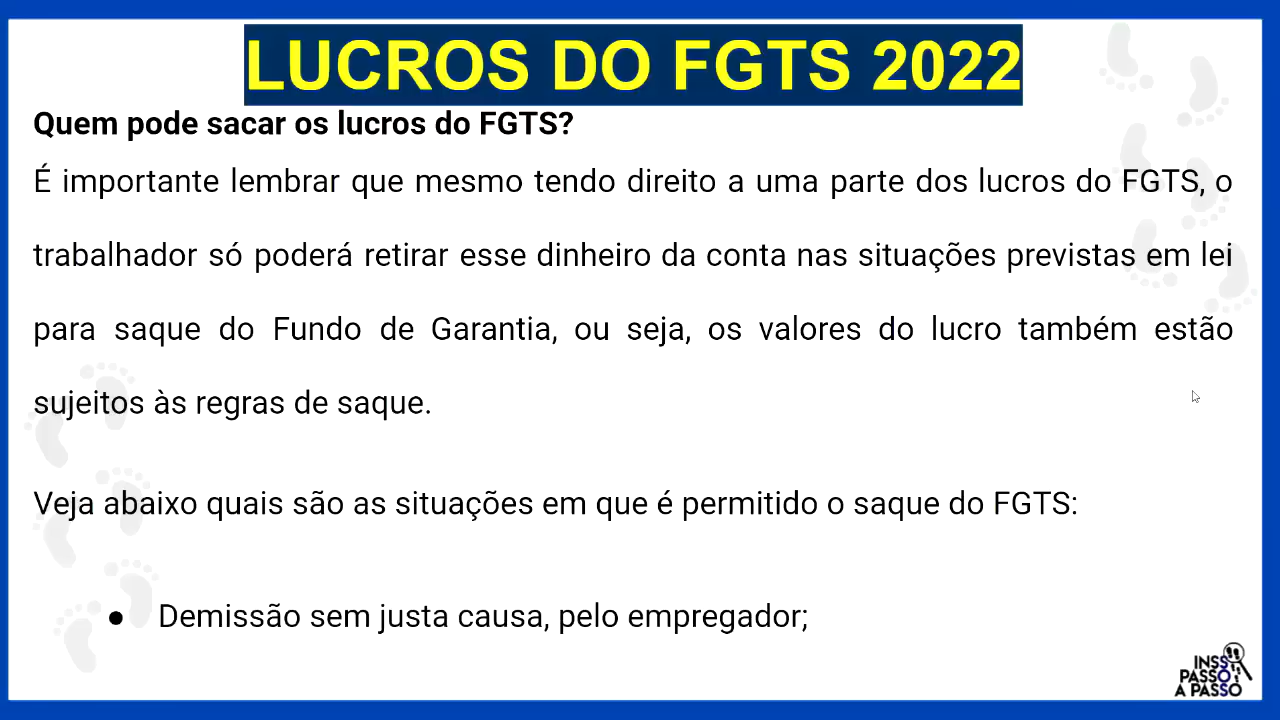 LUCROS DO FGTS 2022
Quem pode sacar os lucros do FGTS?
É importante lembrar que mesmo tendo direito a uma parte dos lucros do FGTS, o
trabalhador só poderá retirar esse dinheiro da conta nas situações previstas em lei
para saque do Fundo de Garantia, ou seja, os valores do lucro também estão
sujeitos às regras de saque.
Veja abaixo quais são as situações em que é permitido o saque do FGTS:
● Demissão sem justa causa, pelo empregador;
INSS
PASSO
A PASSO